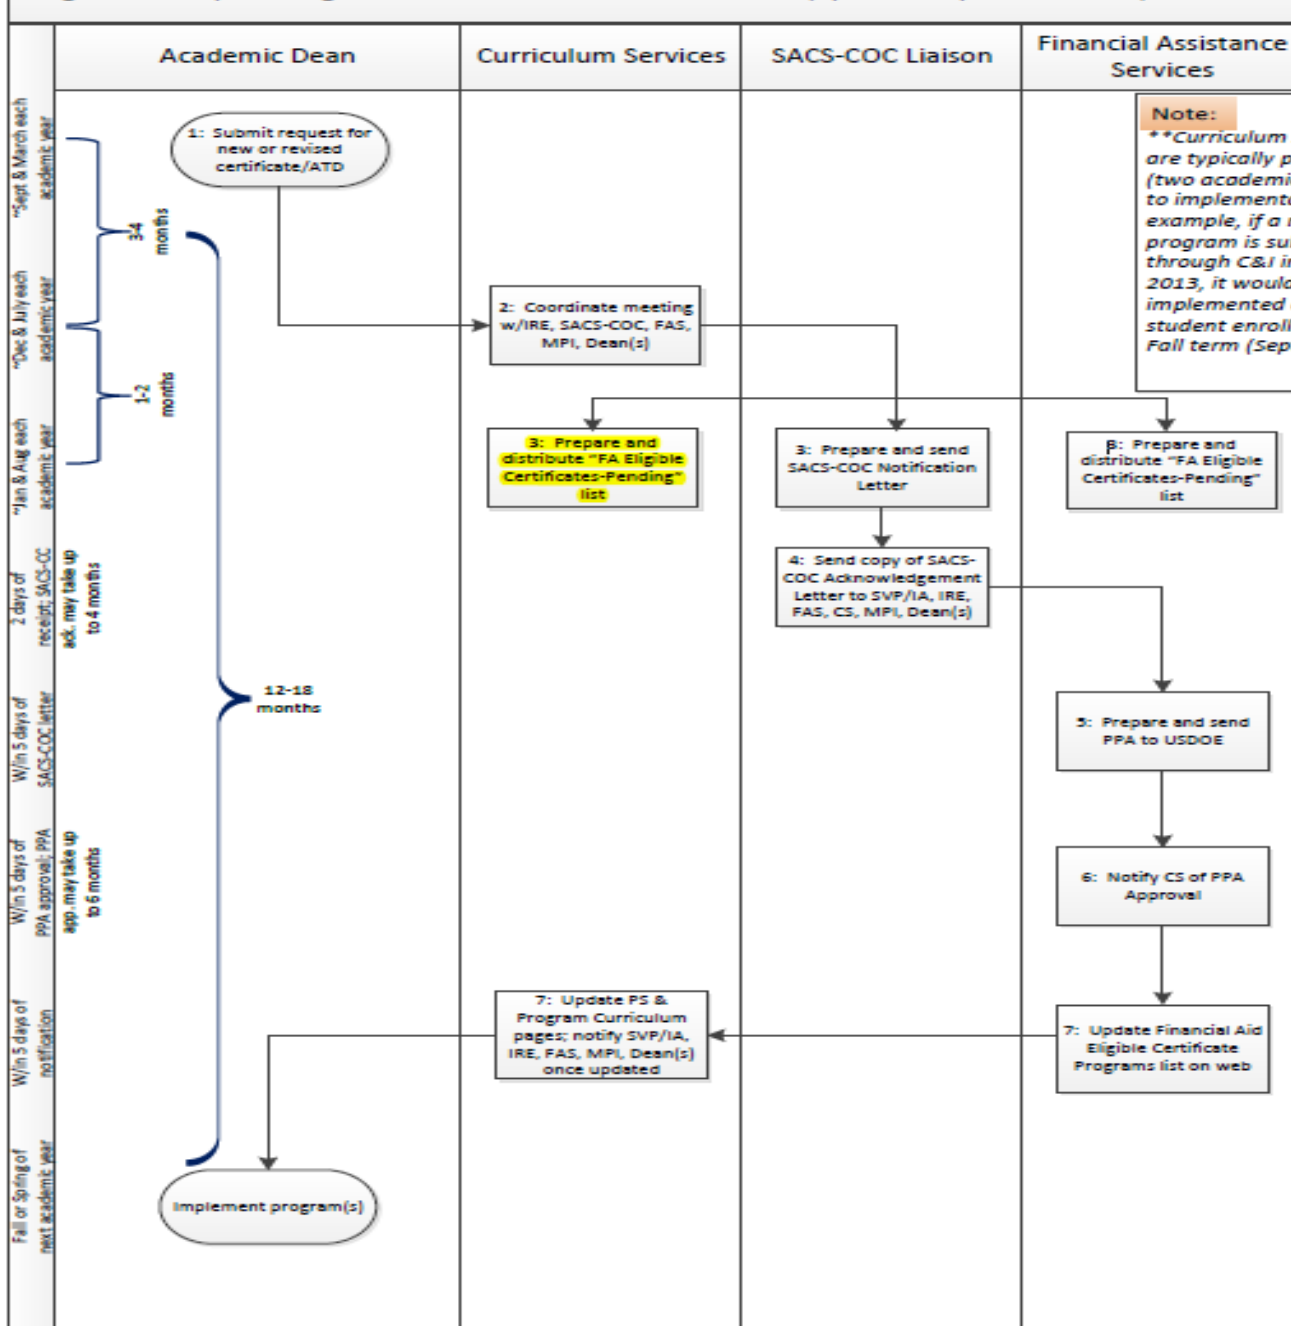 Academic Dean
Curriculum Services
SACS-COC Liaison
Financial Assistance
Services
Note:
**Curriculum
are typically p
(two academi
to implementa
example, if a
program is su
through C&I i
2013, it would
implemented
student enroll
Fall term (Sep
~Sept & March each
academic year
~Dec & July each
academic year
~Jan & Aug each
academic year
2 days of
receipt; SACS-CC
ack. may take up
to 4 months
W/in 5 days of
SACS-COC letter
W/in 5 days of
PPA approval; PPA
app. may take up
to 6 months
W/in 5 days of
notification
Fall or Spring of
next academic year
3-4
months
1-2
months
12-18
months
1: Submit request for
new or revised
certificate/ATD
2: Coordinate meeting
w/IRE, SACS-COC, FAS,
MPI, Dean(s)
3: Prepare and
distribute "FA Eligible
Certificates-Pending"
list
3: Prepare and send
SACS-COC Notification
Letter
3: Prepare and
distribute "FA Eligible
Certificates-Pending"
list
4: Send copy of SACS-
COC Acknowledgement
Letter to SVP/IA, IRE,
FAS, CS, MPI, Dean(s)
5: Prepare and send
PPA to USDOE
6: Notify CS of PPA
Approval
7: Update PS &
Program Curriculum
pages; notify SVP/IA,
IRE, FAS, MPI, Dean(s)
once updated
7: Update Financial Aid
Eligible Certificate
Programs list on web
Implement program(s)